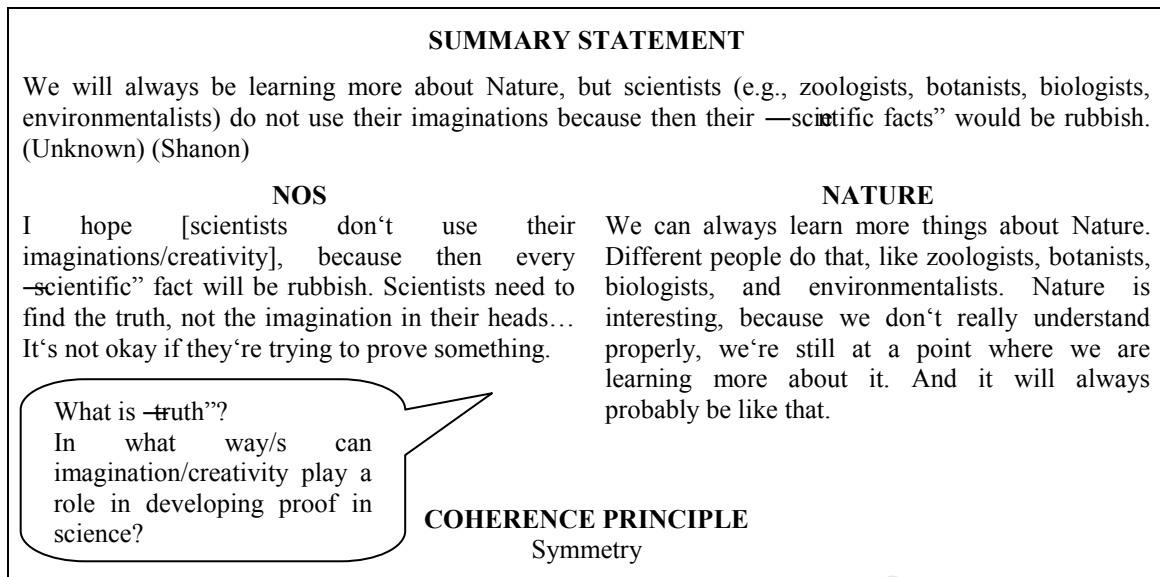 SUMMARY STATEMENT
We will always be learning more about Nature, but scientists (e.g., zoologists, botanists, biologists,
environmentalists) do not use their imaginations because then their ―scientific facts” would be rubbish.
(Unknown) (Shanon)
NOS
I hope [scientists don‘t use their
imaginations/creativity], because then every
―scientific” fact will be rubbish. Scientists need to
find the truth, not the imagination in their heads…
It‘s not okay if they‘re trying to prove something.
What is ―truth”?
In what way/s can
imagination/creativity play a
role in developing proof in
science?
NATURE
We can always learn more things about Nature.
Different people do that, like zoologists, botanists,
biologists, and environmentalists. Nature is
interesting, because we don‘t really understand
properly, we‘re still at a point where we are
learning more about it. And it will always
probably be like that.
COHERENCE PRINCIPLE
Symmetry